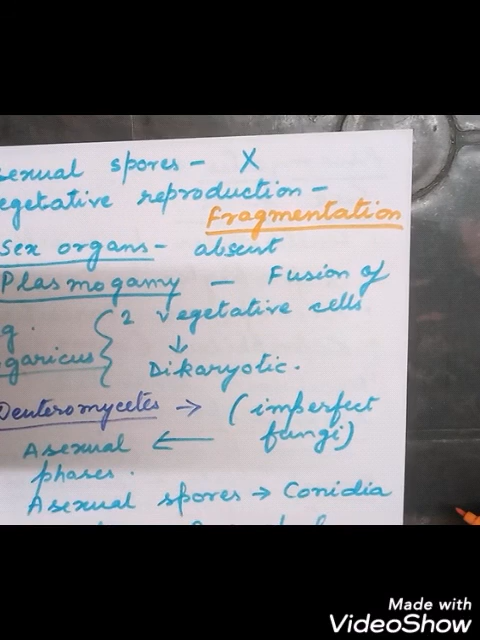 sexual spores - X
egetative reproduction -
Fragmentation
Sex organs - absent
Plasmogamy - Fusion of
2 vegetative cells
g.
garicus
↓
Dikaryotic.
Deuteromycetes → (imperfect
fungi)
Asexual ←
phases.
Asexual spores → Conidia
Made with
VideoShow